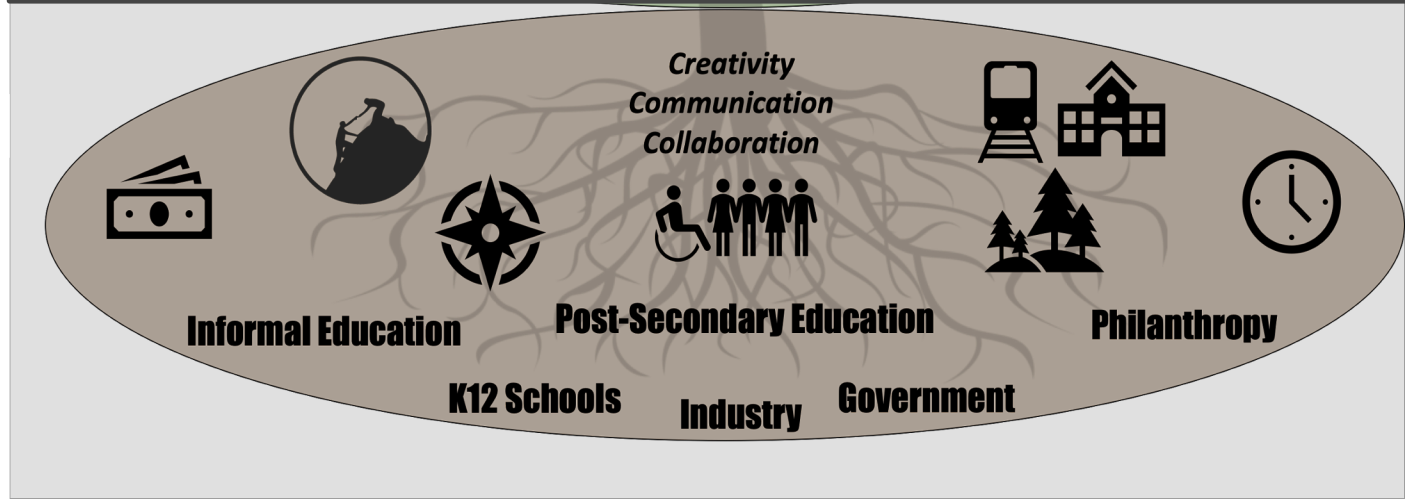 Creativity
Communication
Collaboration
Informal Education
Post-Secondary Education
Philanthropy
K12 Schools
Industry
Government